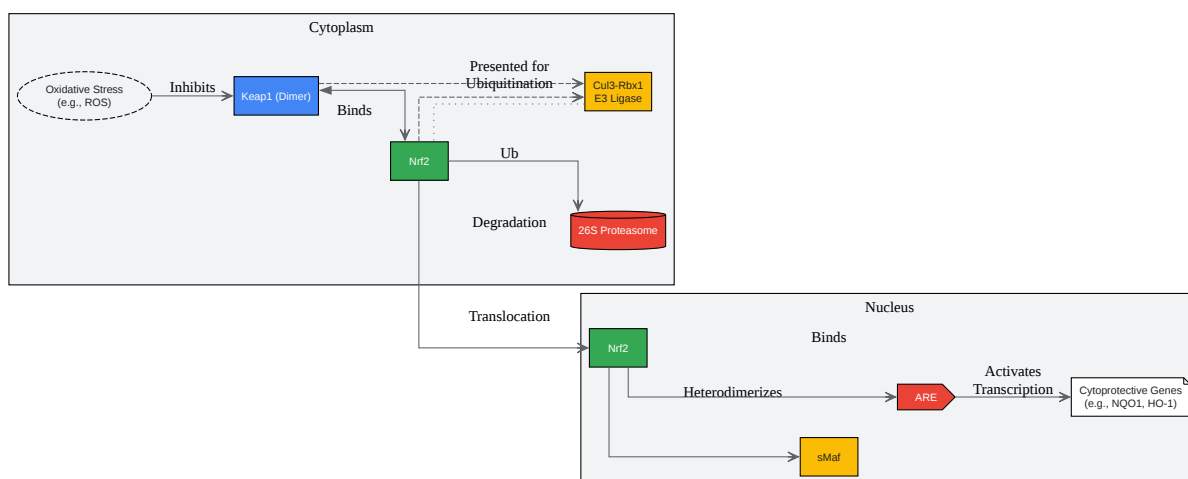 Cytoplasm
Oxidative Stress
(e.g., ROS)
Inhibits
Keap1 (Dimer)
Presented for
Ubiquitination
Cul3-Rbx1
E3 Ligase
Binds
Nrf2
Ub
Degradation
26S Proteasome
Translocation
Nucleus
Nrf2
Binds
Heterodimerizes
ARE
Activates
Transcription
Cytoprotective Genes
(e.g., NQO1, HO-1)
sMaf